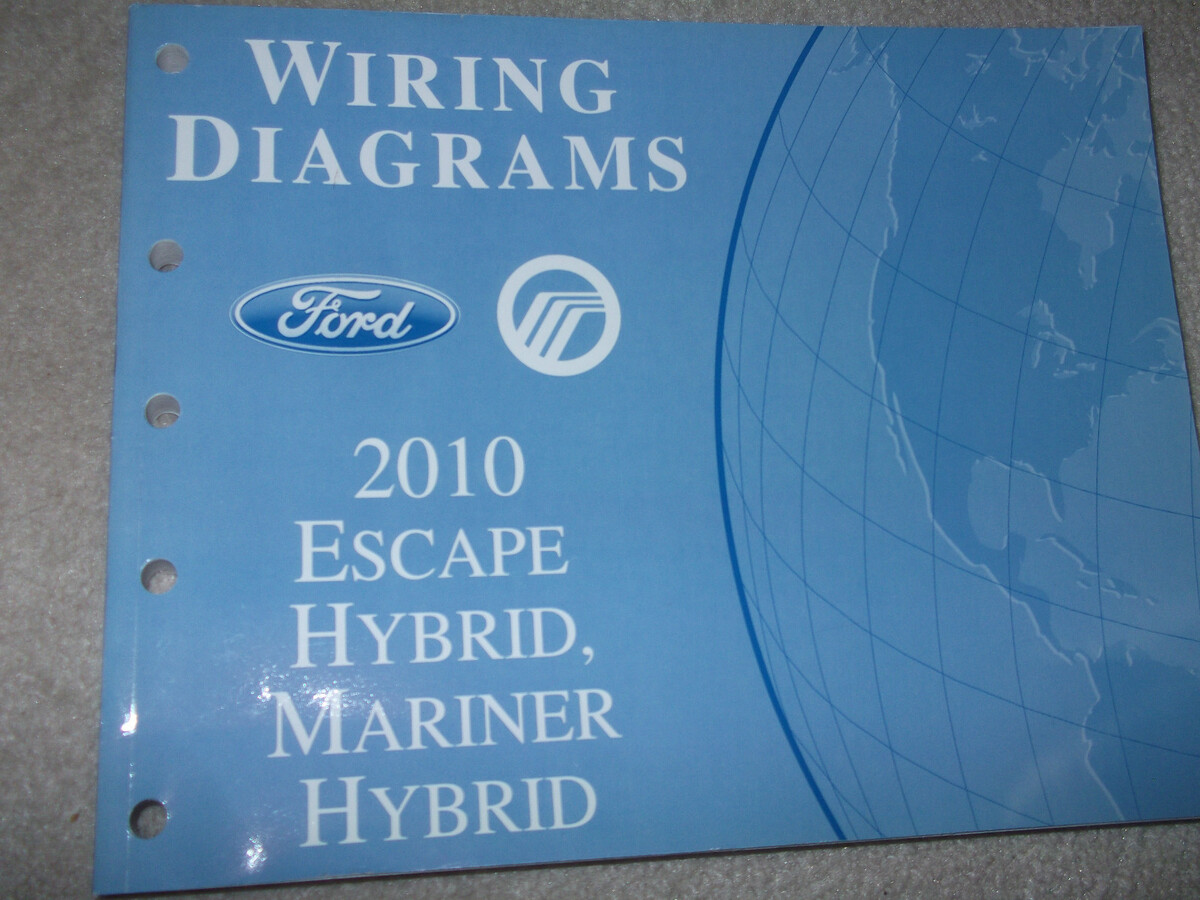 WIRING
DIAGRAMS
Ford
2010
ESCAPE
HYBRID,
MARINER
HYBRID